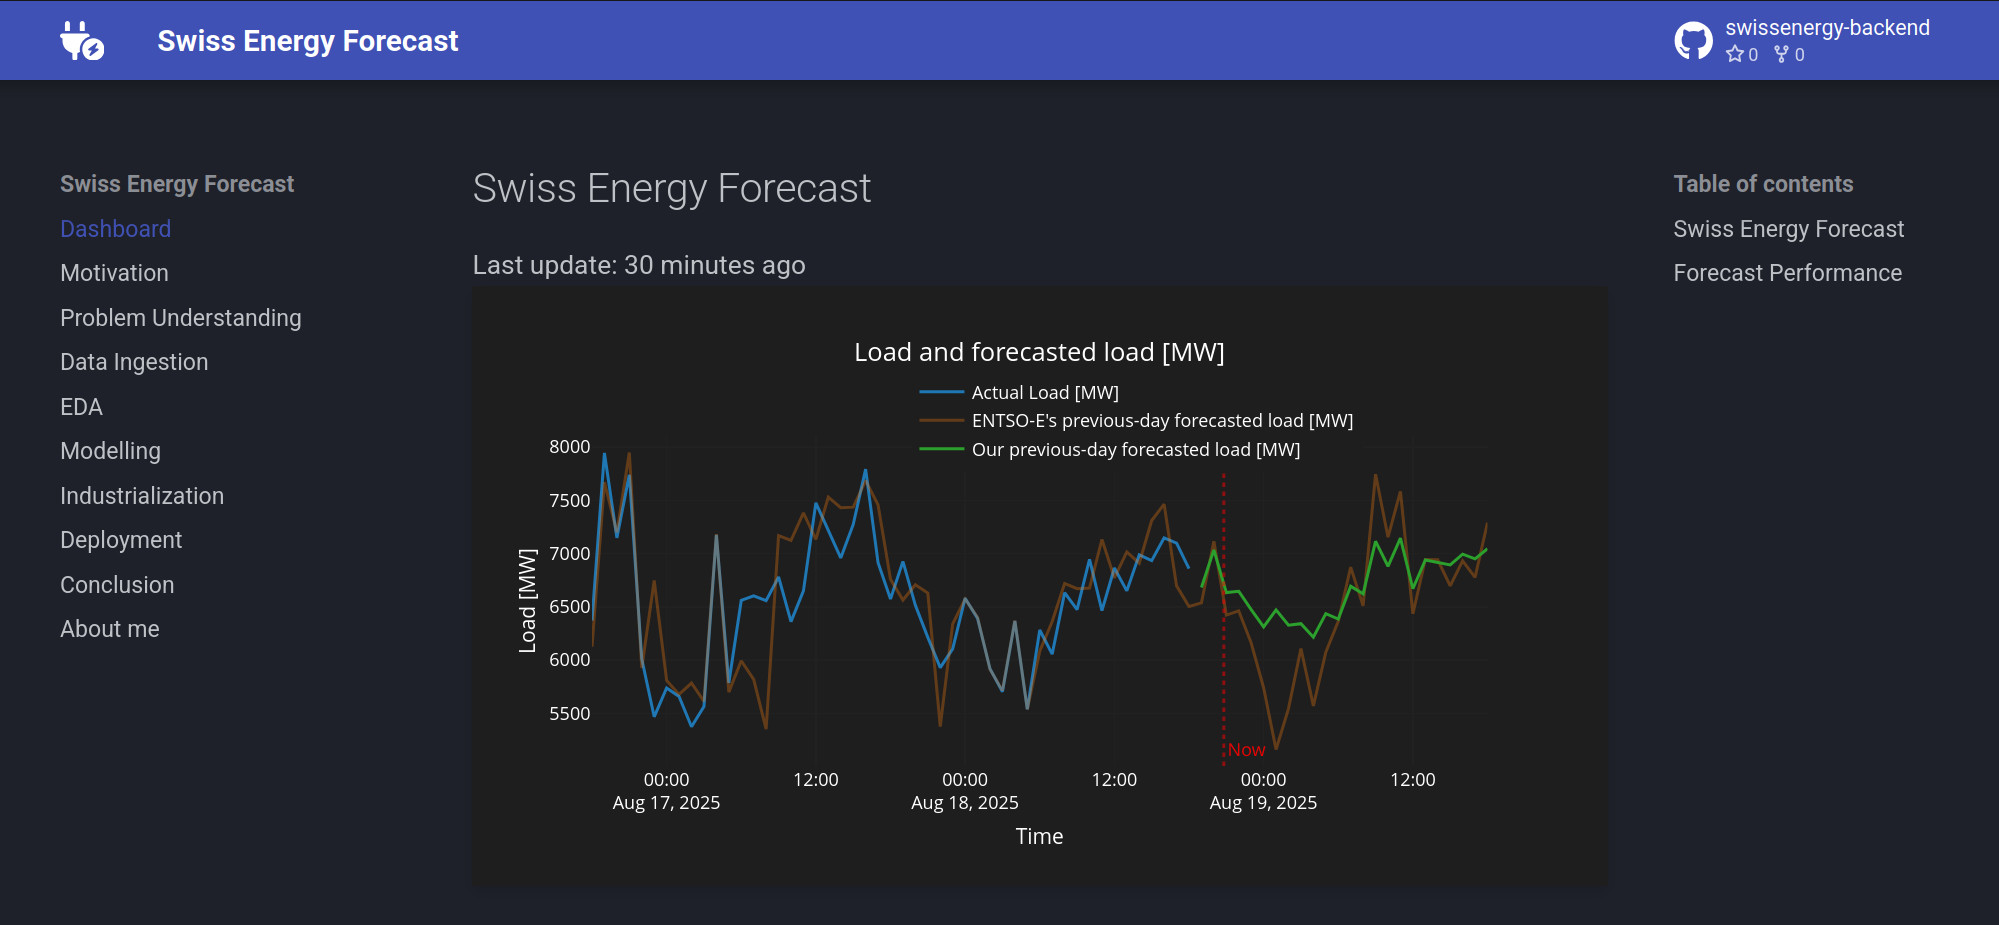 Swiss Energy Forecast
swissenergy-backend
0 0
Swiss Energy Forecast
Dashboard
Motivation
Problem Understanding
Data Ingestion
EDA
Modelling
Industrialization
Deployment
Conclusion
About me
Swiss Energy Forecast
Last update: 30 minutes ago
Load and forecasted load [MW]
Actual Load [MW]
ENTSO-E's previous-day forecasted load [MW]
Our previous-day forecasted load [MW]
Load [MW]
8000
7500
7000
6500
6000
5500
Now
00:00 12:00 00:00 12:00 00:00 12:00
Aug 17, 2025 Aug 18, 2025 Aug 19, 2025
Time
Table of contents
Swiss Energy Forecast
Forecast Performance